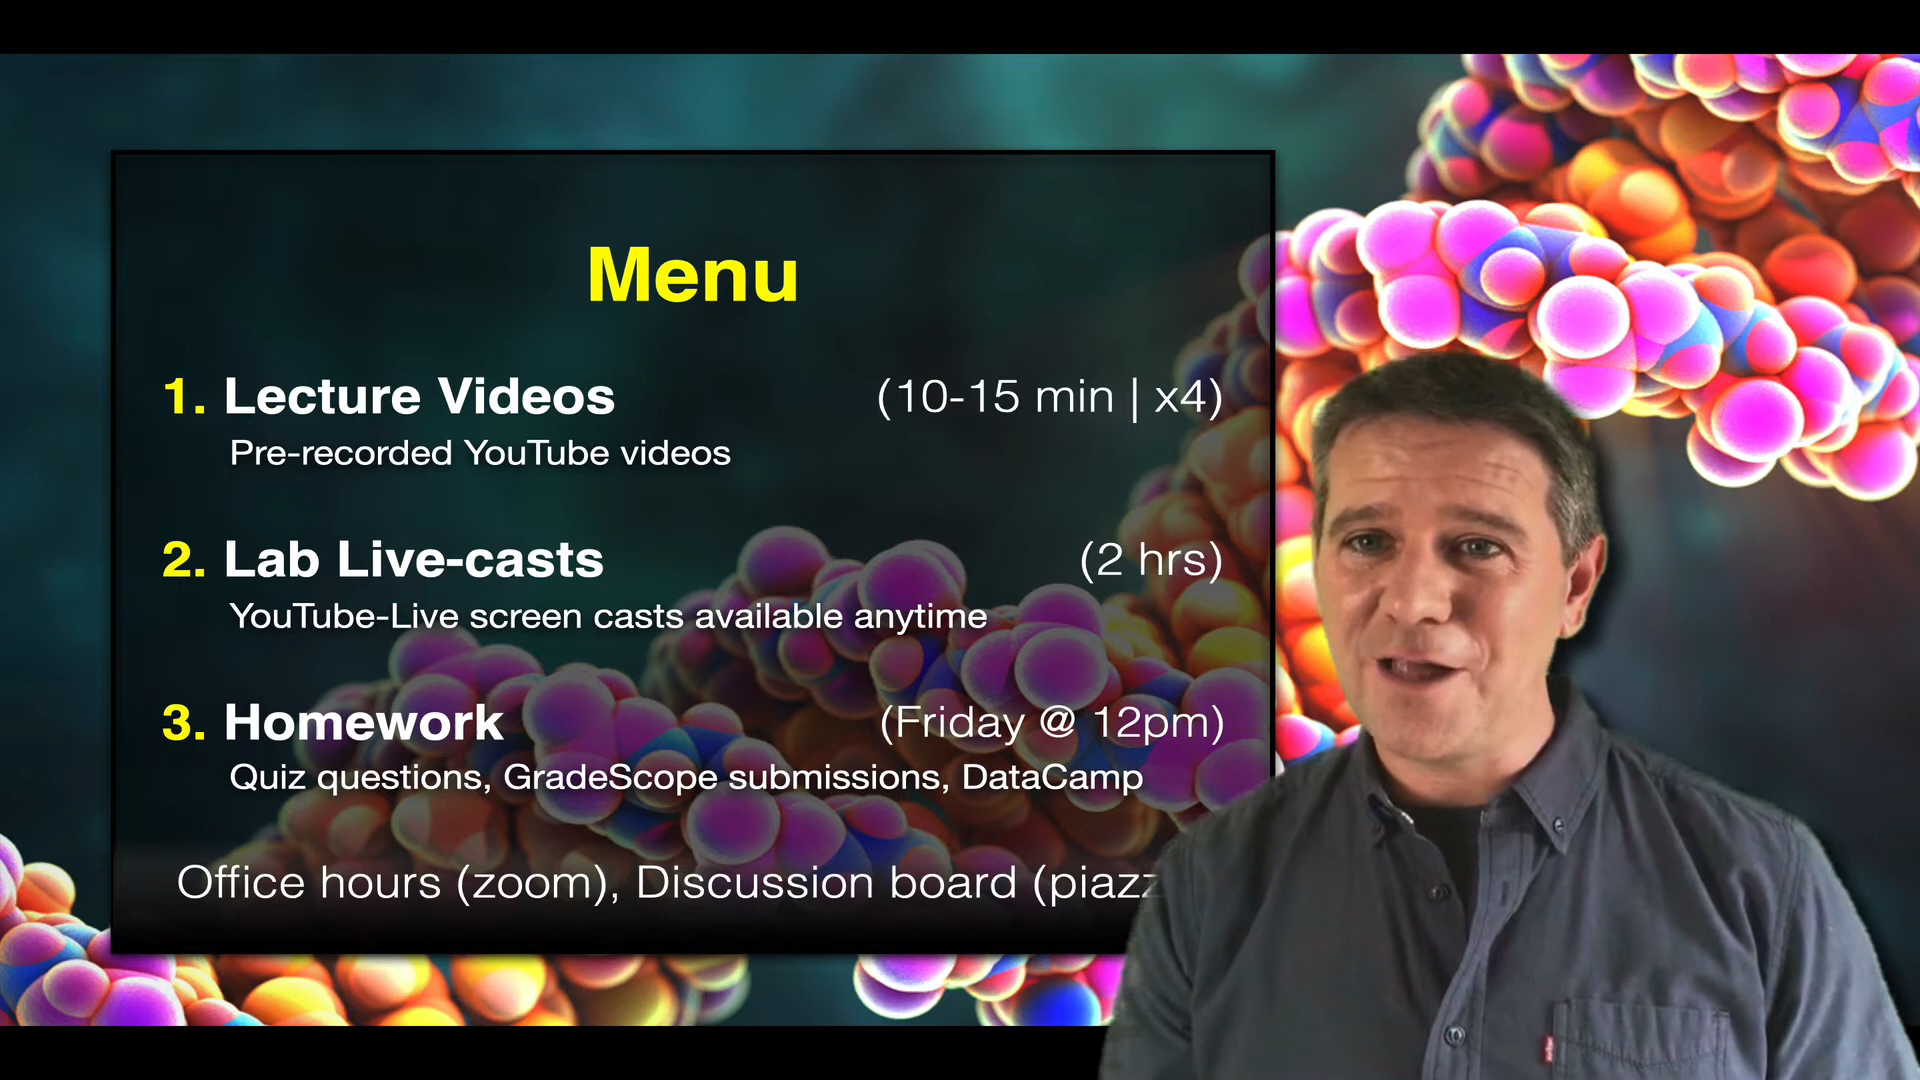 Menu
1. Lecture Videos (10-15 min | x4)
Pre-recorded YouTube videos
2. Lab Live-casts (2 hrs)
YouTube-Live screen casts available anytime
3. Homework (Friday @ 12pm)
Quiz questions, GradeScope submissions, DataCamp
Office hours (zoom), Discussion board (piazz